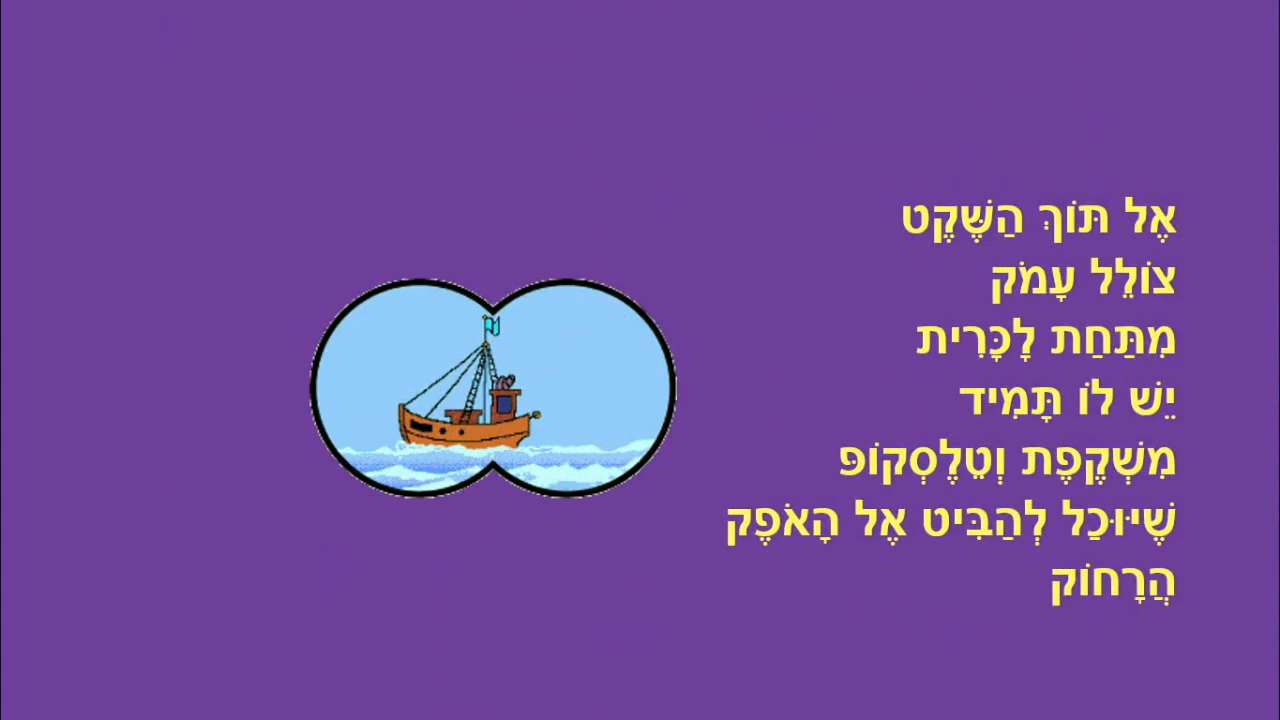 אֶל תּוֹךְ הַשֶּׁקֶט
צוֹלֵל עָמֹק
מִתַּחַת לָכָּרִית
יֵשׁ לוֹ תָּמִיד
מִשְׁקֶפֶת וְטֵלֶסְקוֹפּ
שֶׁיּוּכַל לְהַבִּיט אֶל הָאֹפֶק
הֲרָחוֹק